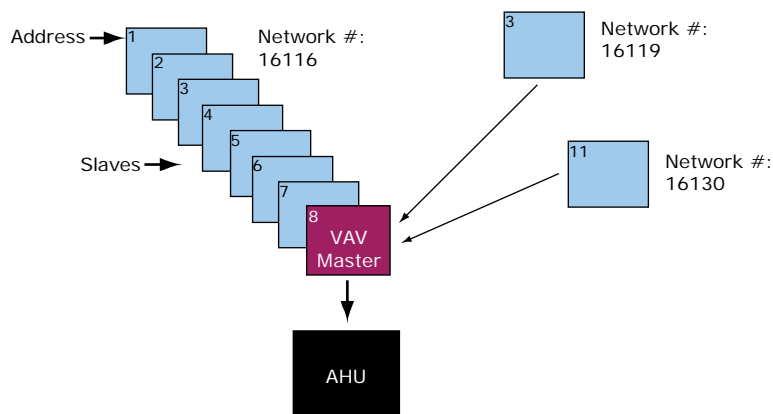 Address
1
Network #:
16116
2
3
4
5
6
7
Slaves
8
VAV
Master
AHU
3
Network #:
16119
11
Network #:
16130